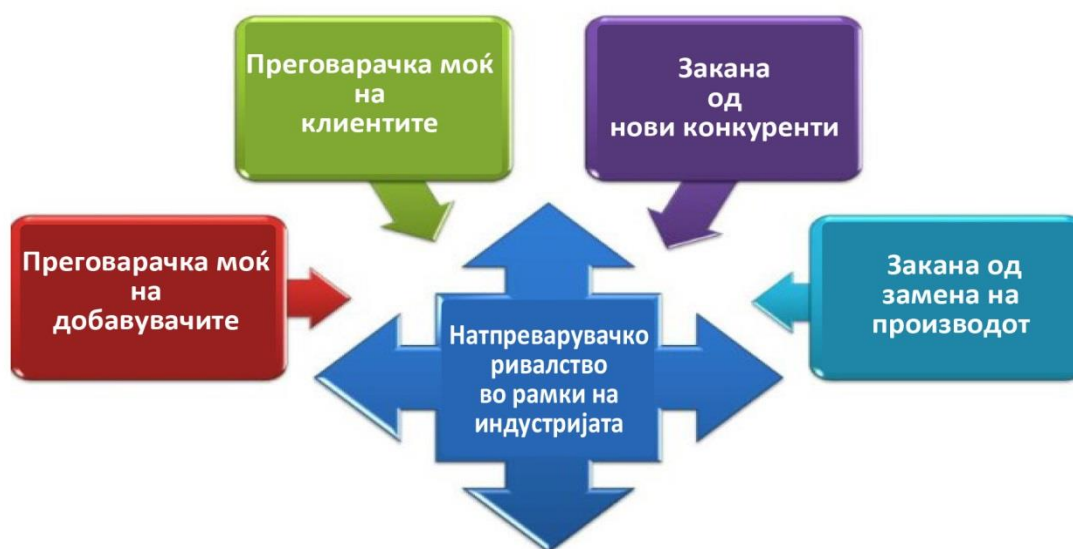 Преговарачка моќ
на
клиентите
Закана
од
нови конкуренти
Преговарачка моќ
на
добавувачите
Закана од
замена на
производот
Натпреварувачко
ривалство
во рамки на
индустријата